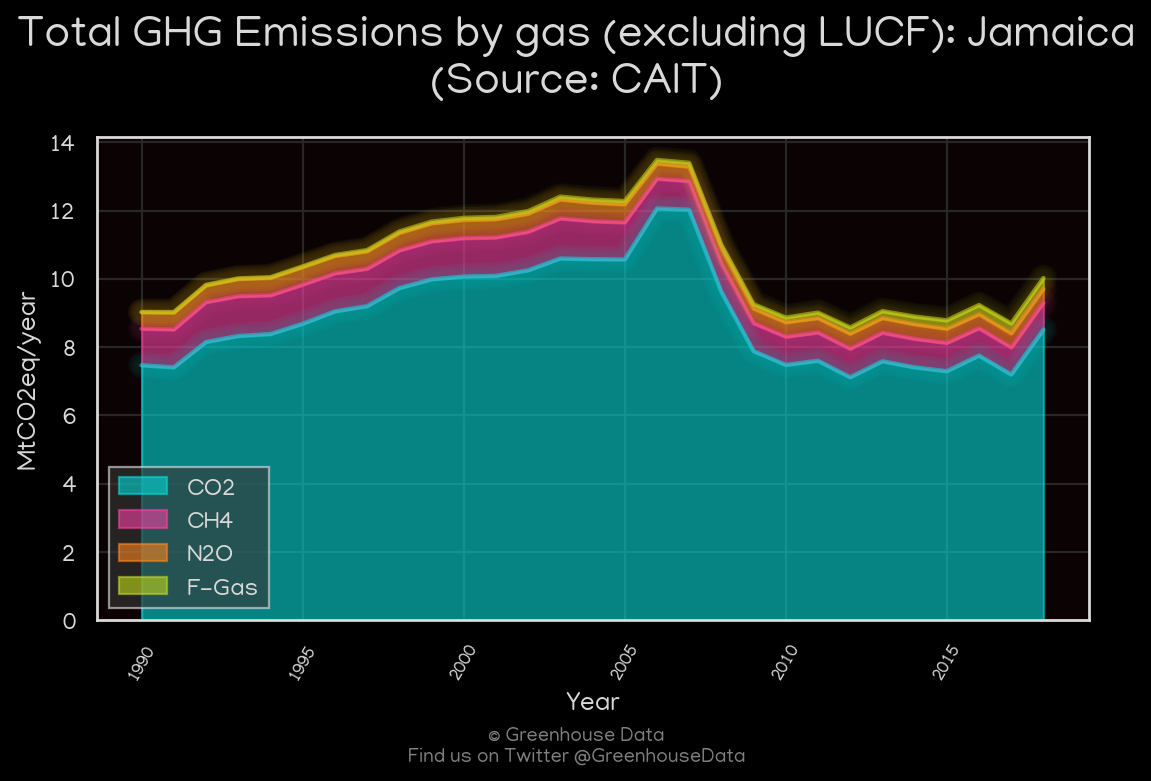 Total GHG Emissions by gas (excluding LUCF): Jamaica
(Source: CAIT)
MtCO2eq/year
14
12
10
8
6
4
2
0
CO2
CH4
N2O
F-Gas
1990
1995
2000
2005
2010
2015
Year
© Greenhouse Data
Find us on Twitter @GreenhouseData